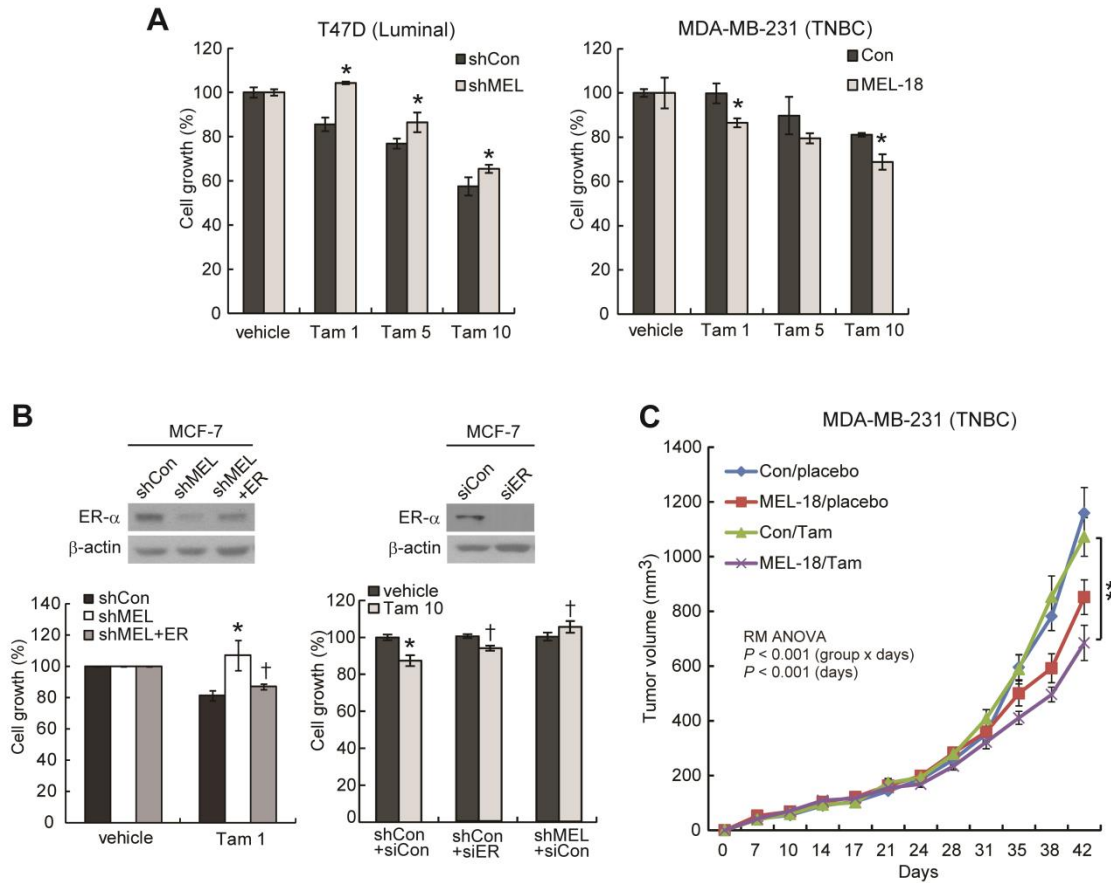 A
T47D (Luminal)
120
100
80
60
40
20
0
Cell growth (%)
shCon
shMEL
*
*
*
vehicle
Tam 1
Tam 5
Tam 10
MDA-MB-231 (TNBC)
120
100
80
60
40
20
0
Cell growth (%)
Con
MEL-18
*
*
vehicle
Tam 1
Tam 5
Tam 10
B
MCF-7
shCon
shMEL
shMEL
+ER
ER-α
β-actin
shCon
shMEL
shMEL+ER
140
120
100
80
60
40
20
0
Cell growth (%)
*
†
vehicle
Tam 1
MCF-7
siCon
siER
ER-α
β-actin
vehicle
Tam 10
120
100
80
60
40
20
0
Cell growth (%)
*
†
†
shCon
+siCon
shCon
+siER
shMEL
+siCon
C
MDA-MB-231 (TNBC)
1400
1200
1000
800
600
400
200
0
Tumor volume (mm3)
Con/placebo
MEL-18/placebo
Con/Tam
MEL-18/Tam
RM ANOVA
P < 0.001 (group x days)
P < 0.001 (days)
**
0 7 10 14 17 21 24 28 31 35 38 42
Days